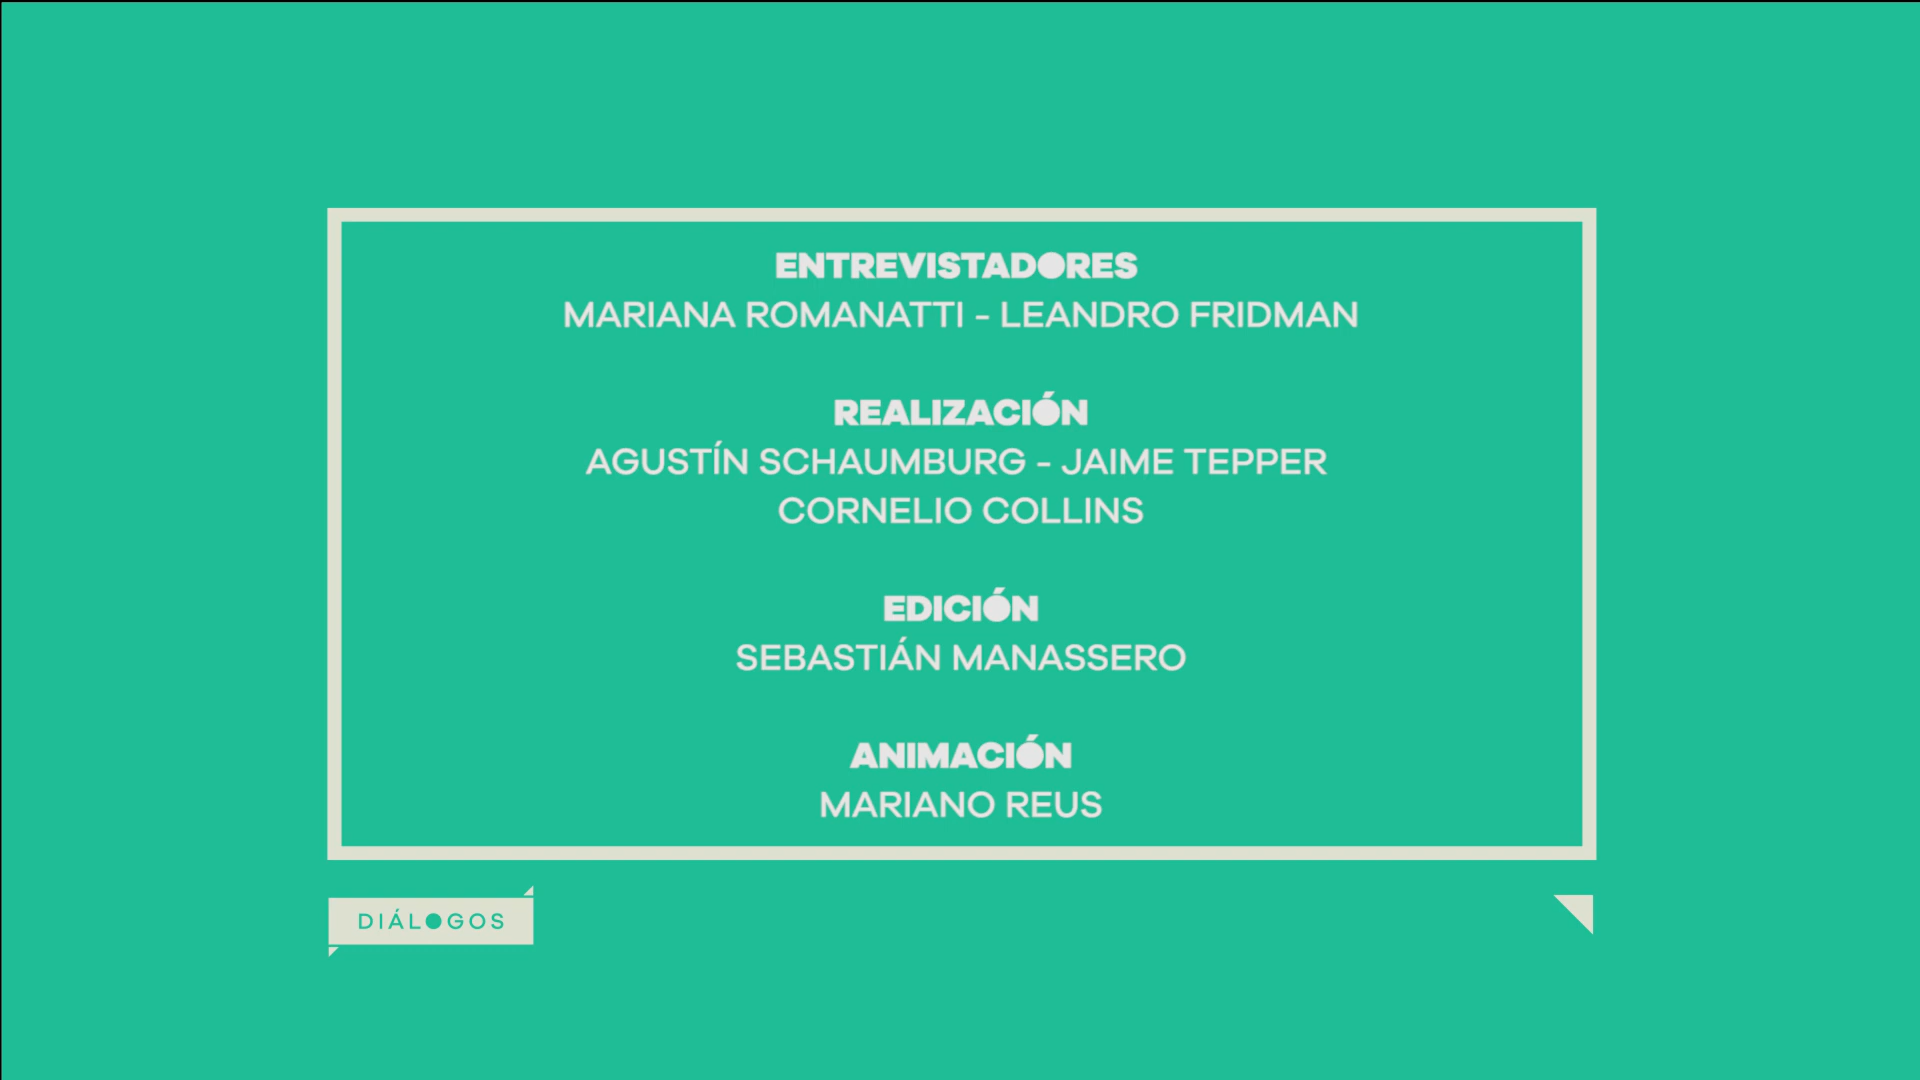 ENTREVISTADORES
MARIANA ROMANATTI - LEANDRO FRIDMAN
REALIZACIÓN
AGUSTÍN SCHAUMBURG - JAIME TEPPER
CORNELIO COLLINS
EDICIÓN
SEBASTIÁN MANASSERO
ANIMACIÓN
MARIANO REUS
DIÁLOGOS